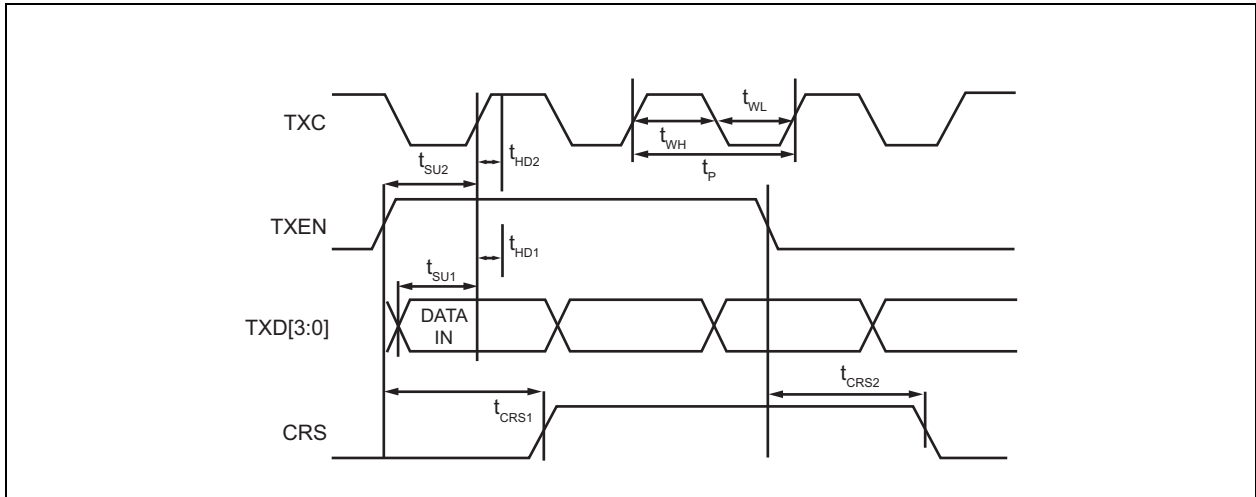 TXC
t_WL
t_WH
t_P
t_SU2
t_HD2
TXEN
t_HD1
t_SU1
TXD[3:0]
DATA
IN
t_CRS2
t_CRS1
CRS